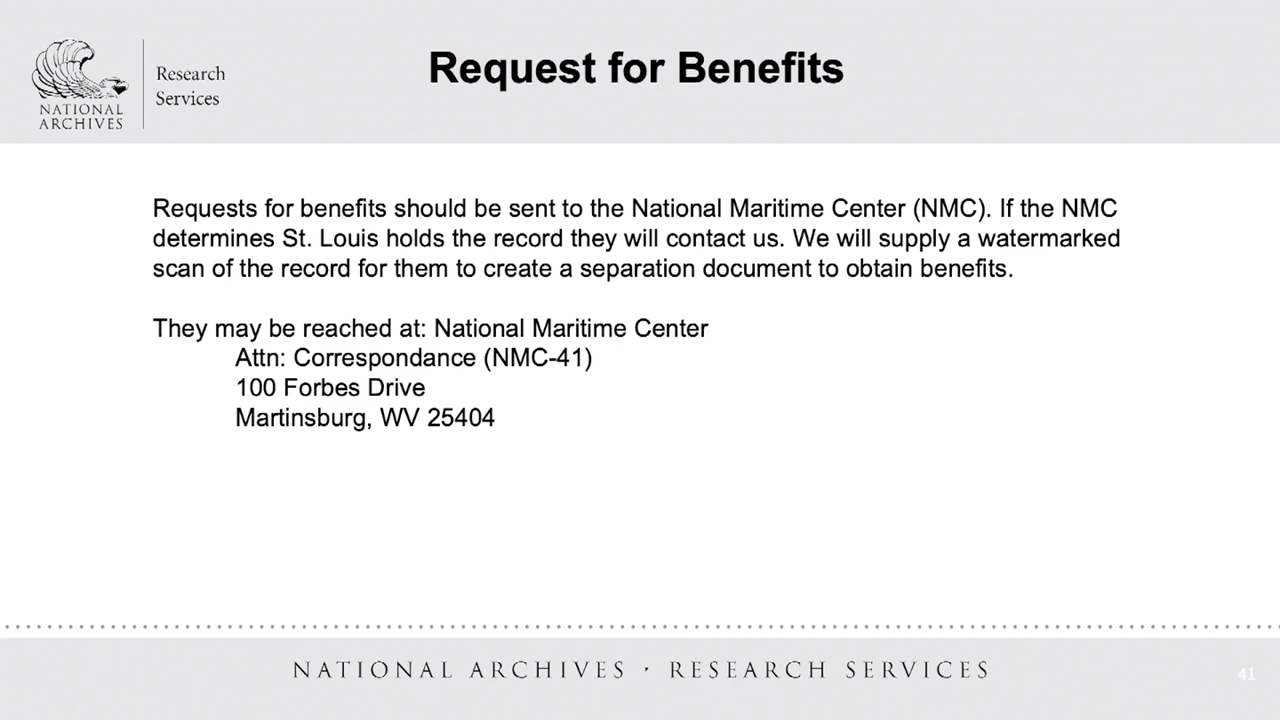 Request for Benefits
Research
Services
NATIONAL
ARCHIVES
Requests for benefits should be sent to the National Maritime Center (NMC). If the NMC
determines St. Louis holds the record they will contact us. We will supply a watermarked
scan of the record for them to create a separation document to obtain benefits.
They may be reached at: National Maritime Center
Attn: Correspondance (NMC-41)
100 Forbes Drive
Martinsburg, WV 25404
NATIONAL ARCHIVES · RESEARCH SERVICES
41